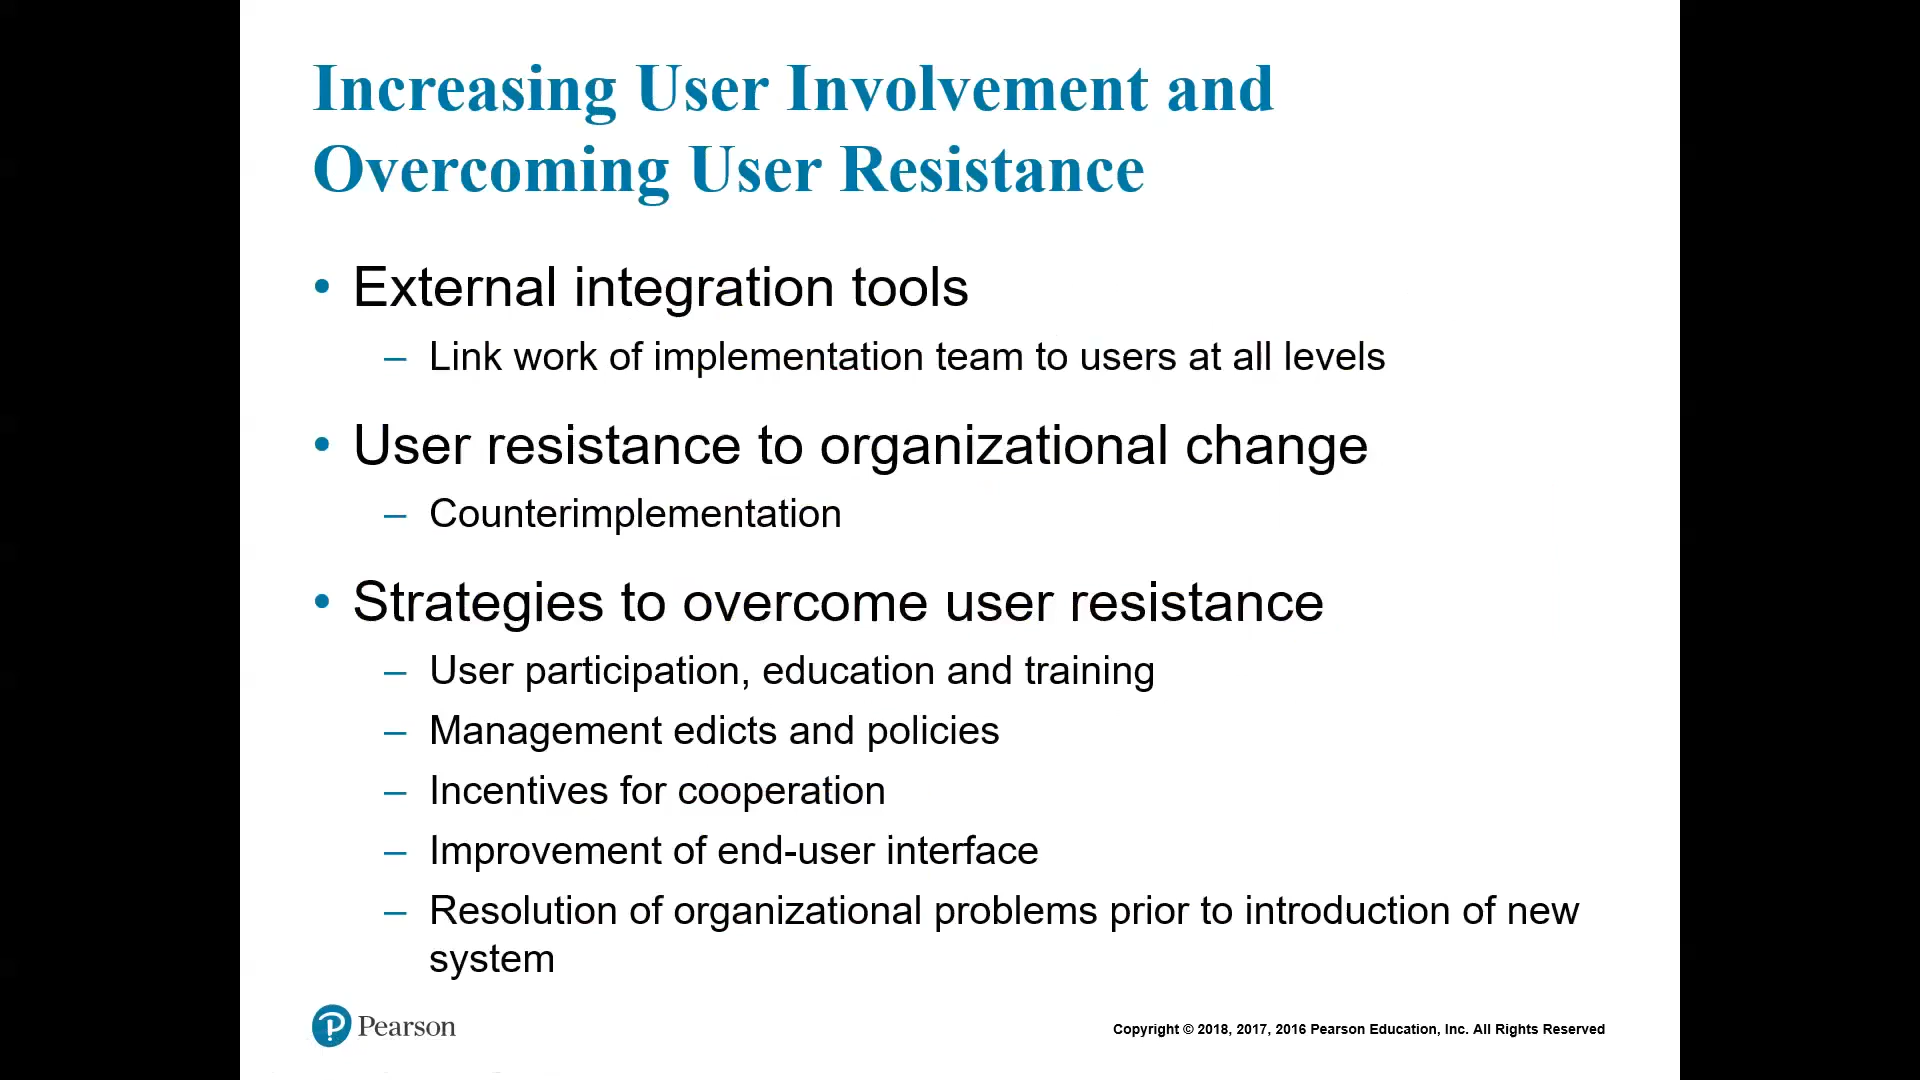 Increasing User Involvement and
Overcoming User Resistance
• External integration tools
– Link work of implementation team to users at all levels
• User resistance to organizational change
– Counterimplementation
• Strategies to overcome user resistance
– User participation, education and training
– Management edicts and policies
– Incentives for cooperation
– Improvement of end-user interface
– Resolution of organizational problems prior to introduction of new
system
Pearson
Copyright © 2018, 2017, 2016 Pearson Education, Inc. All Rights Reserved